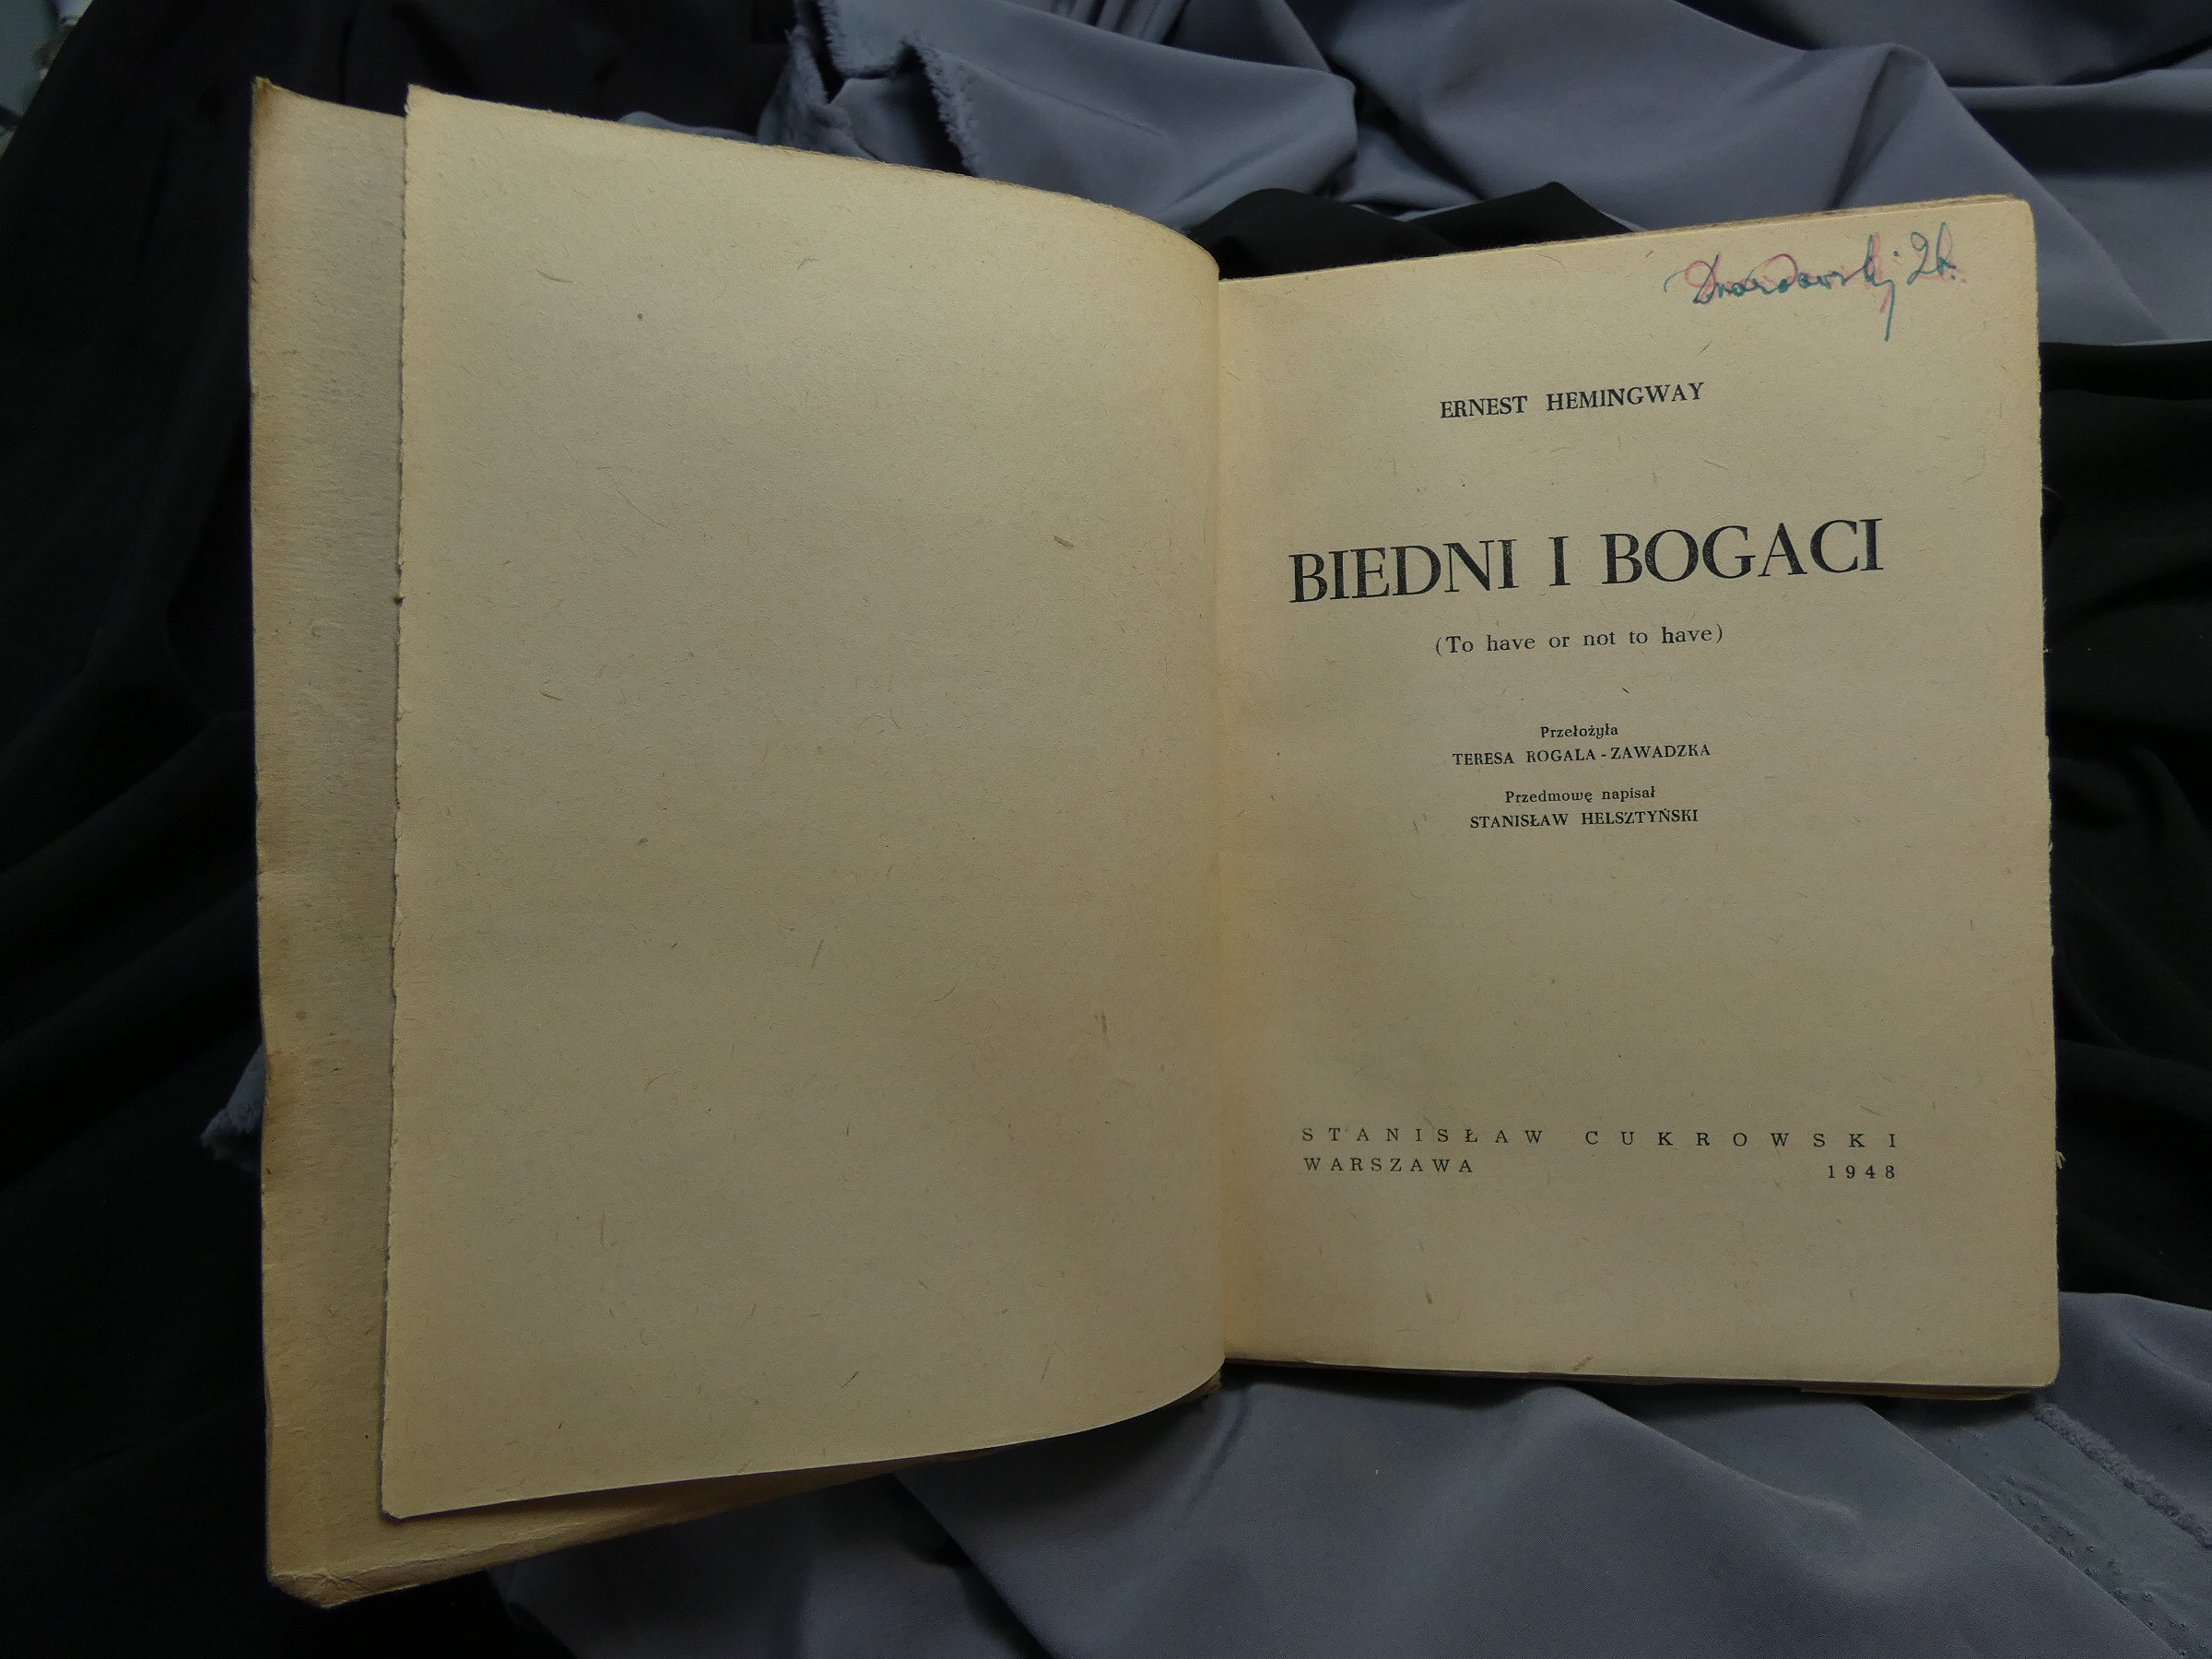 ERNEST HEMINGWAY
BIEDNI I BOGACI
(To have or not to have)
Przełożyła
TERESA ROGALA-ZAWADZKA
Przedmowę napisał
STANISŁAW HELSZTYŃSKI
STANISŁAW CUKROWSKI
WARSZAWA 1948